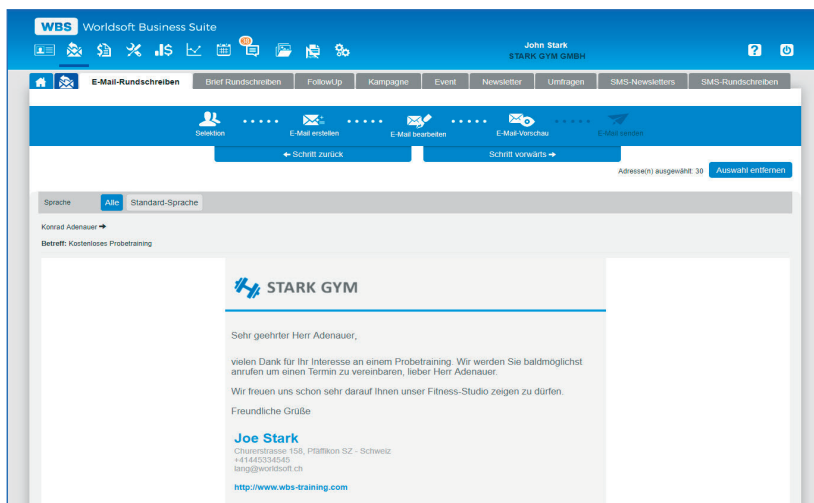 WBS Worldsoft Business Suite
30
John Stark
STARK GYM GMBH
?
E-Mail-Rundschreiben Brief Rundschreiben FollowUp Kampagne Event Newsletter Umfragen SMS-Newsletters SMS-Rundschreiben
Selektion E-Mail erstellen E-Mail bearbeiten E-Mail-Vorschau E-Mail senden
← Schritt zurück Schritt vorwärts →
Adresse(n) ausgewählt: 30 Auswahl entfernen
Sprache Alle Standard-Sprache
Konrad Adenauer →
Betreff: Kostenloses Probetraining
STARK GYM
Sehr geehrter Herr Adenauer,
vielen Dank für Ihr Interesse an einem Probetraining. Wir werden Sie baldmöglichst
anrufen um einen Termin zu vereinbaren, lieber Herr Adenauer.
Wir freuen uns schon sehr darauf Ihnen unser Fitness-Studio zeigen zu dürfen.
Freundliche Grüße
Joe Stark
Churerstrasse 158, Pfäffikon SZ - Schweiz
+41445334545
lang@worldsoft.ch
http://www.wbs-training.com